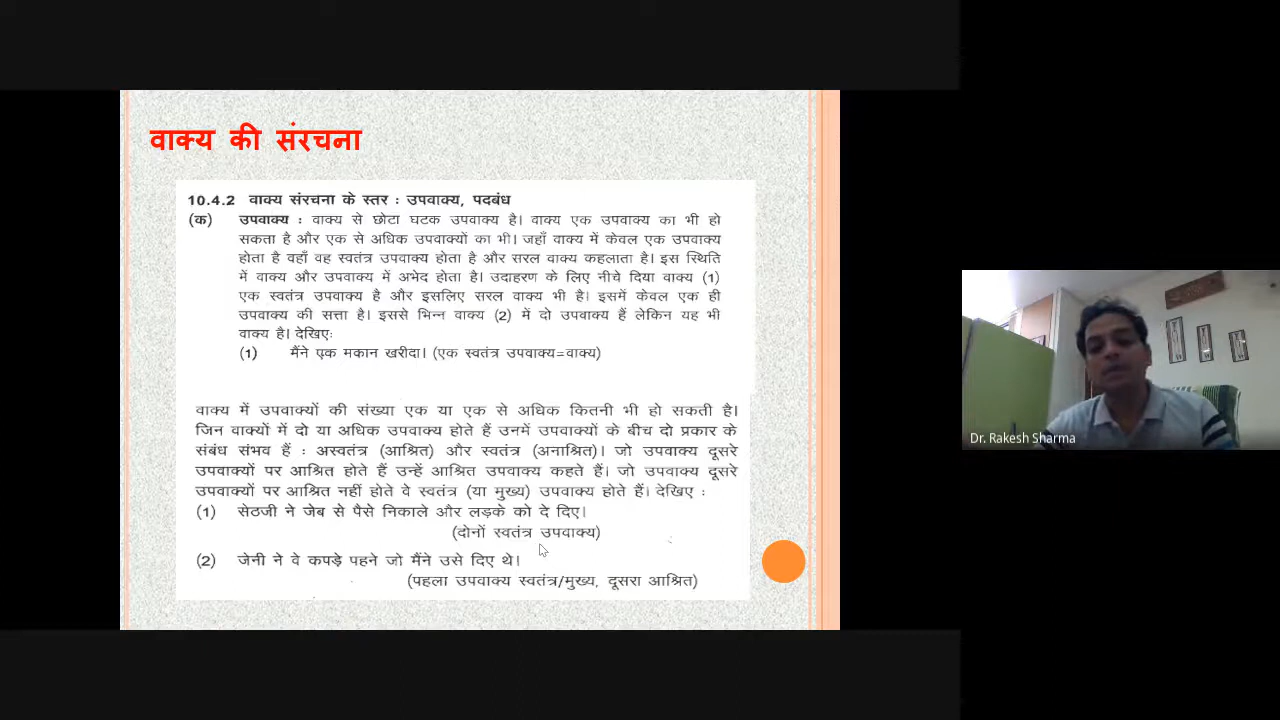 वाक्य की संरचना
10.4.2 वाक्य संरचना के स्तर : उपवाक्य, पदबंध
(क) उपवाक्य : वाक्य से छोटा घटक उपवाक्य है। वाक्य एक उपवाक्य का भी हो
सकता है और एक से अधिक उपवाक्यों का भी। जहाँ वाक्य में केवल एक उपवाक्य
होता है वहाँ वह स्वतंत्र उपवाक्य होता है और सरल वाक्य कहलाता है। इस स्थिति
में वाक्य और उपवाक्य में अभेद होता है। उदाहरण के लिए नीचे दिया वाक्य (1)
एक स्वतंत्र उपवाक्य है और इसलिए सरल वाक्य भी है। इसमें केवल एक ही
उपवाक्य की सत्ता है। इससे भिन्न वाक्य (2) में दो उपवाक्य हैं लेकिन यह भी
वाक्य है। देखिए:
(1) मैंने एक मकान खरीदा। (एक स्वतंत्र उपवाक्य=वाक्य)
वाक्य में उपवाक्यों की संख्या एक या एक से अधिक कितनी भी हो सकती है।
जिन वाक्यों में दो या अधिक उपवाक्य होते हैं उनमें उपवाक्यों के बीच दो प्रकार के
संबंध संभव हैं : अस्वतंत्र (आश्रित) और स्वतंत्र (अनाश्रित)। जो उपवाक्य दूसरे
उपवाक्यों पर आश्रित होते हैं उन्हें आश्रित उपवाक्य कहते हैं। जो उपवाक्य दूसरे
उपवाक्यों पर आश्रित नहीं होते वे स्वतंत्र (या मुख्य) उपवाक्य होते हैं। देखिए :
(1) सेठजी ने जेब से पैसे निकाले और लड़के को दे दिए।
(दोनों स्वतंत्र उपवाक्य)
(2) जेनी ने वे कपड़े पहने जो मैंने उसे दिए थे।
(पहला उपवाक्य स्वतंत्र/मुख्य, दूसरा आश्रित)
Dr. Rakesh Sharma